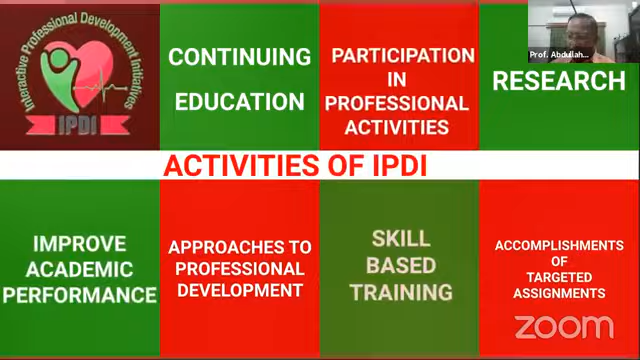 Interactive Professional Development Initiatives
IPDI
CONTINUING
EDUCATION
PARTICIPATION
IN
PROFESSIONAL
ACTIVITIES
Prof. Abdullah...
RESEARCH
ACTIVITIES OF IPDI
IMPROVE
ACADEMIC
PERFORMANCE
APPROACHES TO
PROFESSIONAL
DEVELOPMENT
SKILL
BASED
TRAINING
ACCOMPLISHMENTS
OF
TARGETED
ASSIGNMENTS
zoom